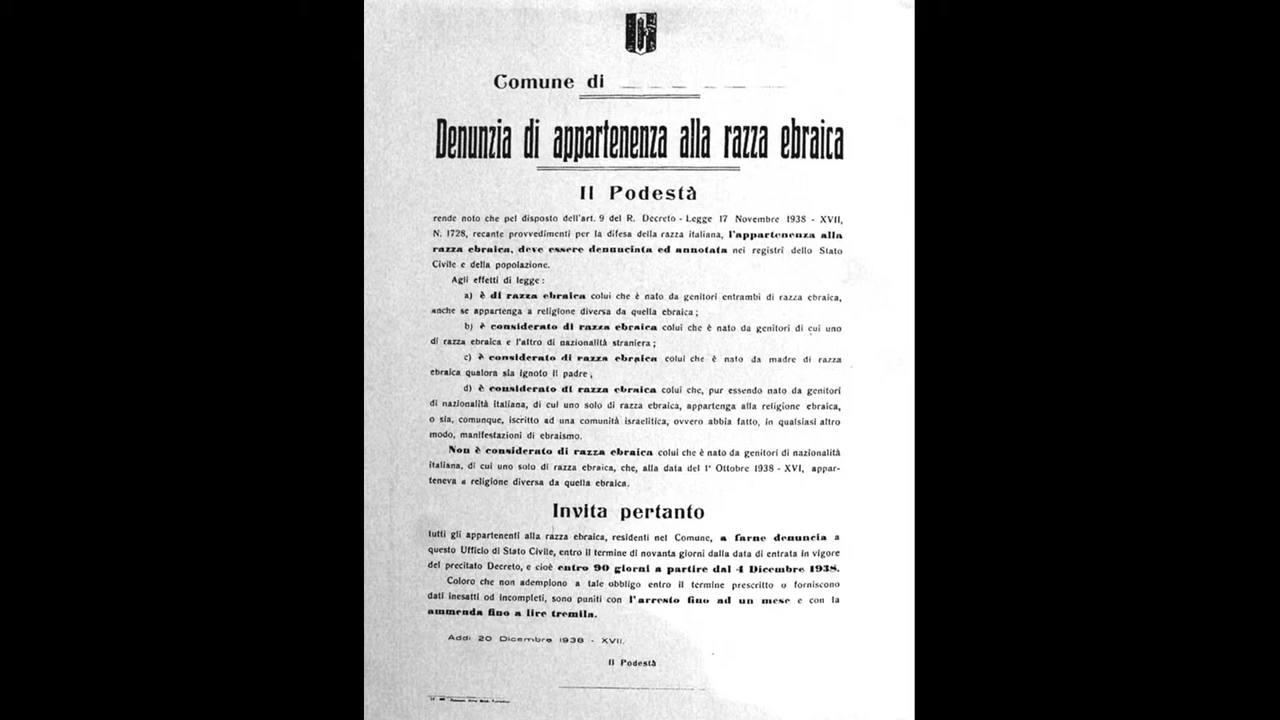 Comune di
Denunzia di appartenenza alla razza ebraica
Il Podestà
rende noto che pel disposto dell'art. 9 del R. Decreto - Legge 17 Novembre 1938 - XVII,
N. 1728, recante provvedimenti per la difesa della razza italiana, l'appartenenza alla
razza ebraica, deve essere denunciata ed annotata nei registri dello Stato
Civile e della popolazione.
Agli effetti di legge :
a) è di razza ebraica colui che è nato da genitori entrambi di razza ebraica,
anche se appartenga a religione diversa da quella ebraica ;
b) è considerato di razza ebraica colui che è nato da genitori di cui uno
di razza ebraica e l'altro di nazionalità straniera ;
c) è considerato di razza ebraica colui che è nato da madre di razza
ebraica qualora sia ignoto il padre ;
d) è considerato di razza ebraica colui che, pur essendo nato da genitori
di nazionalità italiana, di cui uno solo di razza ebraica, appartenga alla religione ebraica,
o sia, comunque, iscritto ad una comunità israelitica, ovvero abbia fatto, in qualsiasi altro
modo, manifestazioni di ebraismo.
Non è considerato di razza ebraica colui che è nato da genitori di nazionalità
italiana, di cui uno solo di razza ebraica, che, alla data del 1° Ottobre 1938 - XVI, appar-
teneva a religione diversa da quella ebraica.
Invita pertanto
tutti gli appartenenti alla razza ebraica, residenti nel Comune, a farne denuncia a
questo Ufficio di Stato Civile, entro il termine di novanta giorni dalla data di entrata in vigore
del precitato Decreto, e cioè entro 90 giorni a partire dal 4 Dicembre 1938.
Coloro che non adempiono a tale obbligo entro il termine prescritto o forniscono
dati inesatti od incompleti, sono puniti con l'arresto fino ad un mese e con la
ammenda fino a lire tremila.
Addì 20 Dicembre 1938 - XVII.
Il Podestà